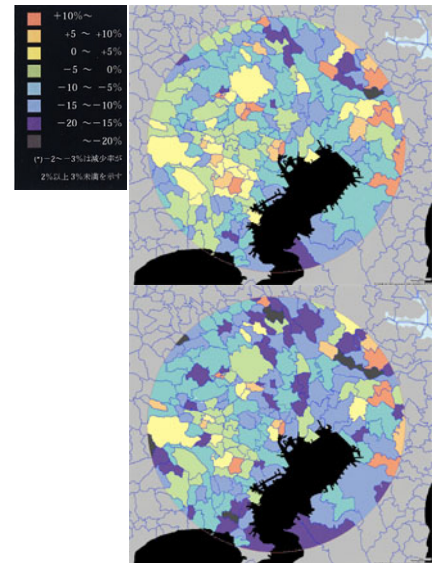 +10%~
+5 ~ +10%
0 ~ +5%
-5 ~ 0%
-10 ~ -5%
-15 ~ -10%
-20 ~ -15%
~-20%
(*)-2~-3%は減少率が
2%以上3%未満を示す